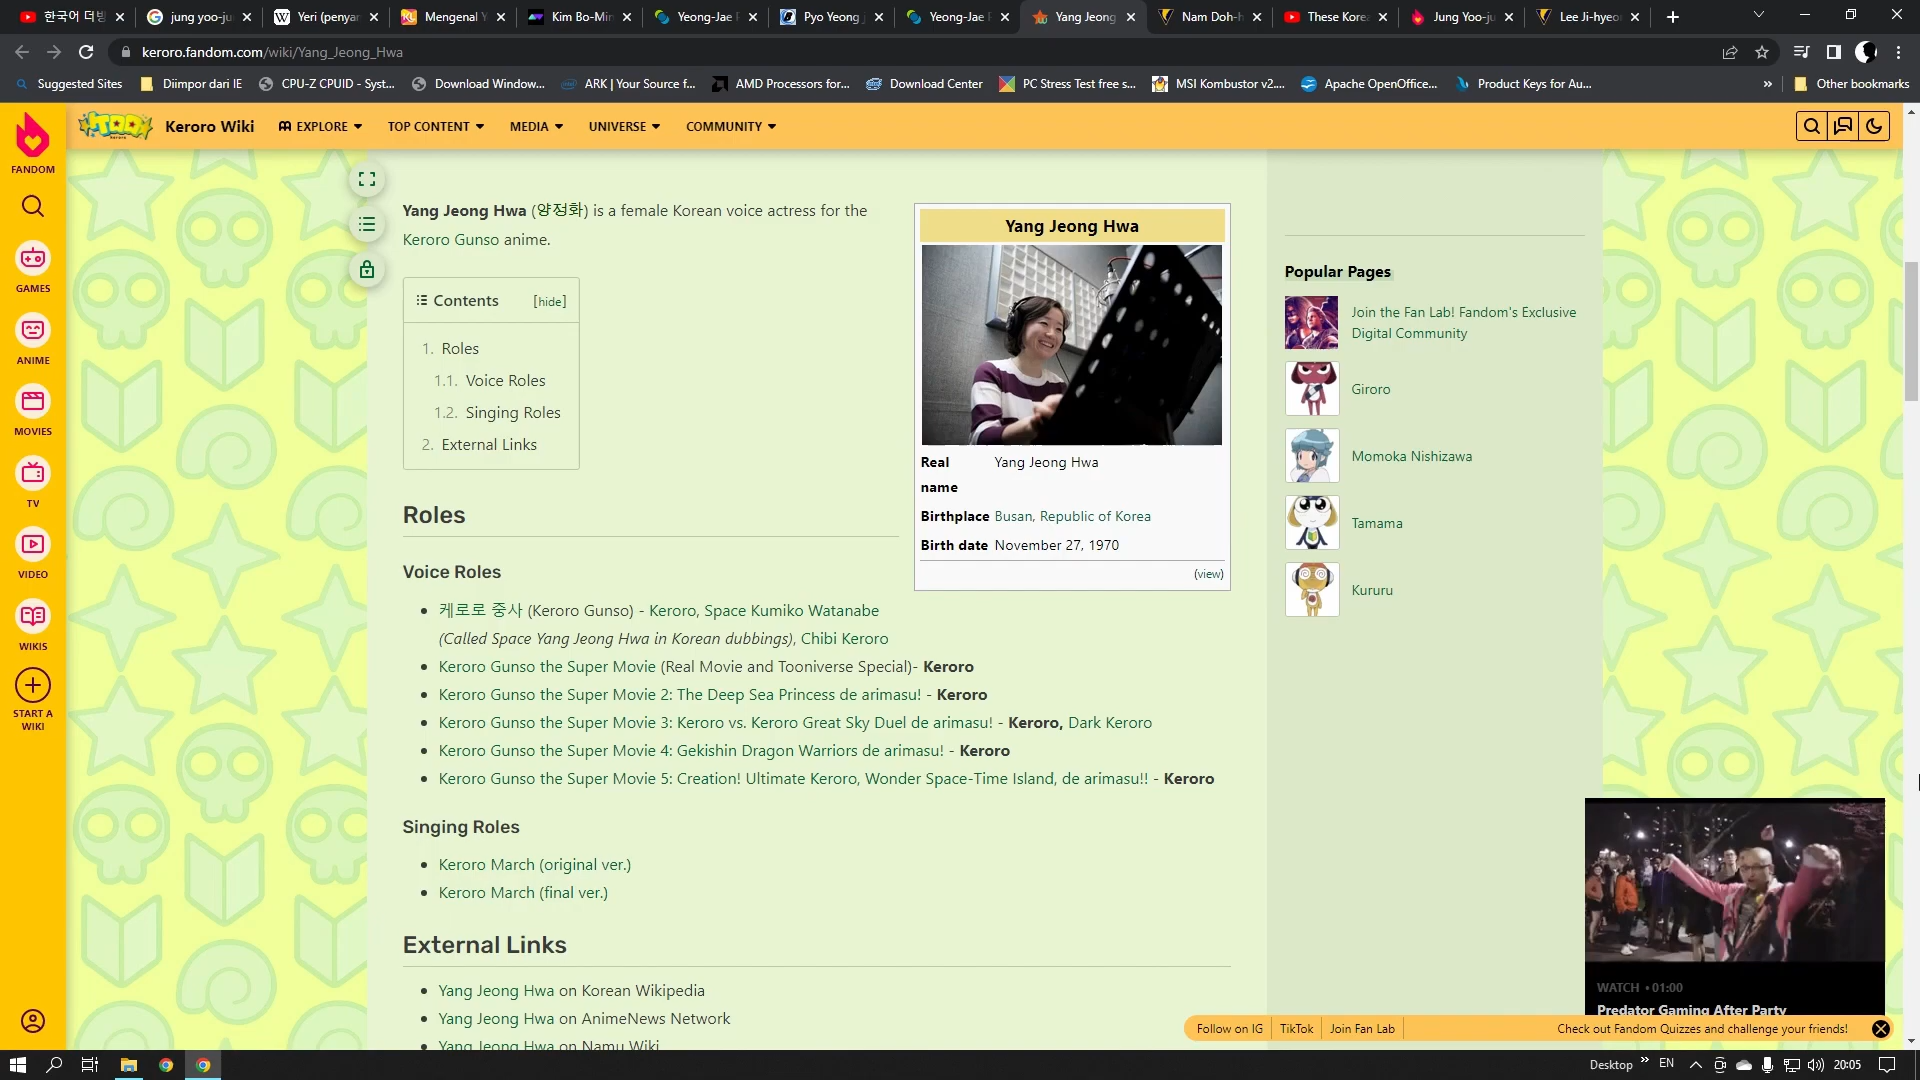 한국어 더빙
jung yoo-ju
Yeri (penyar
Mengenal Y
Kim Bo-Min
Yeong-Jae P
Pyo Yeong j
Yeong-Jae P
Yang Jeong
Nam Doh-h
These Korea
Jung Yoo-ju
Lee Ji-hyeo
keroro.fandom.com/wiki/Yang_Jeong_Hwa
Suggested Sites
Diimpor dari IE
CPU-Z CPUID - Syst...
Download Window...
ARK | Your Source f...
AMD Processors for...
Download Center
PC Stress Test free s...
MSI Kombustor v2....
Apache OpenOffice...
Product Keys for Au...
»
Other bookmarks
FANDOM
GAMES
ANIME
MOVIES
TV
VIDEO
WIKIS
START A
WIKI
Keroro Wiki
EXPLORE
TOP CONTENT
MEDIA
UNIVERSE
COMMUNITY
Yang Jeong Hwa (양정화) is a female Korean voice actress for the
Keroro Gunso anime.
Contents [hide]
1. Roles
1.1. Voice Roles
1.2. Singing Roles
2. External Links
Yang Jeong Hwa
Real name Yang Jeong Hwa
Birthplace Busan, Republic of Korea
Birth date November 27, 1970
(view)
Roles
Voice Roles
케로로 중사 (Keroro Gunso) - Keroro, Space Kumiko Watanabe
(Called Space Yang Jeong Hwa in Korean dubbings), Chibi Keroro
Keroro Gunso the Super Movie (Real Movie and Tooniverse Special)- Keroro
Keroro Gunso the Super Movie 2: The Deep Sea Princess de arimasu! - Keroro
Keroro Gunso the Super Movie 3: Keroro vs. Keroro Great Sky Duel de arimasu! - Keroro, Dark Keroro
Keroro Gunso the Super Movie 4: Gekishin Dragon Warriors de arimasu! - Keroro
Keroro Gunso the Super Movie 5: Creation! Ultimate Keroro, Wonder Space-Time Island, de arimasu!! - Keroro
Singing Roles
Keroro March (original ver.)
Keroro March (final ver.)
External Links
Yang Jeong Hwa on Korean Wikipedia
Yang Jeong Hwa on AnimeNews Network
Yang Jeong Hwa on Namu Wiki
Popular Pages
Join the Fan Lab! Fandom's Exclusive
Digital Community
Giroro
Momoka Nishizawa
Tamama
Kururu
WATCH • 01:00
Predator Gaming After Party
Follow on IG
TikTok
Join Fan Lab
Check out Fandom Quizzes and challenge your friends!
Desktop
»
EN
20:05